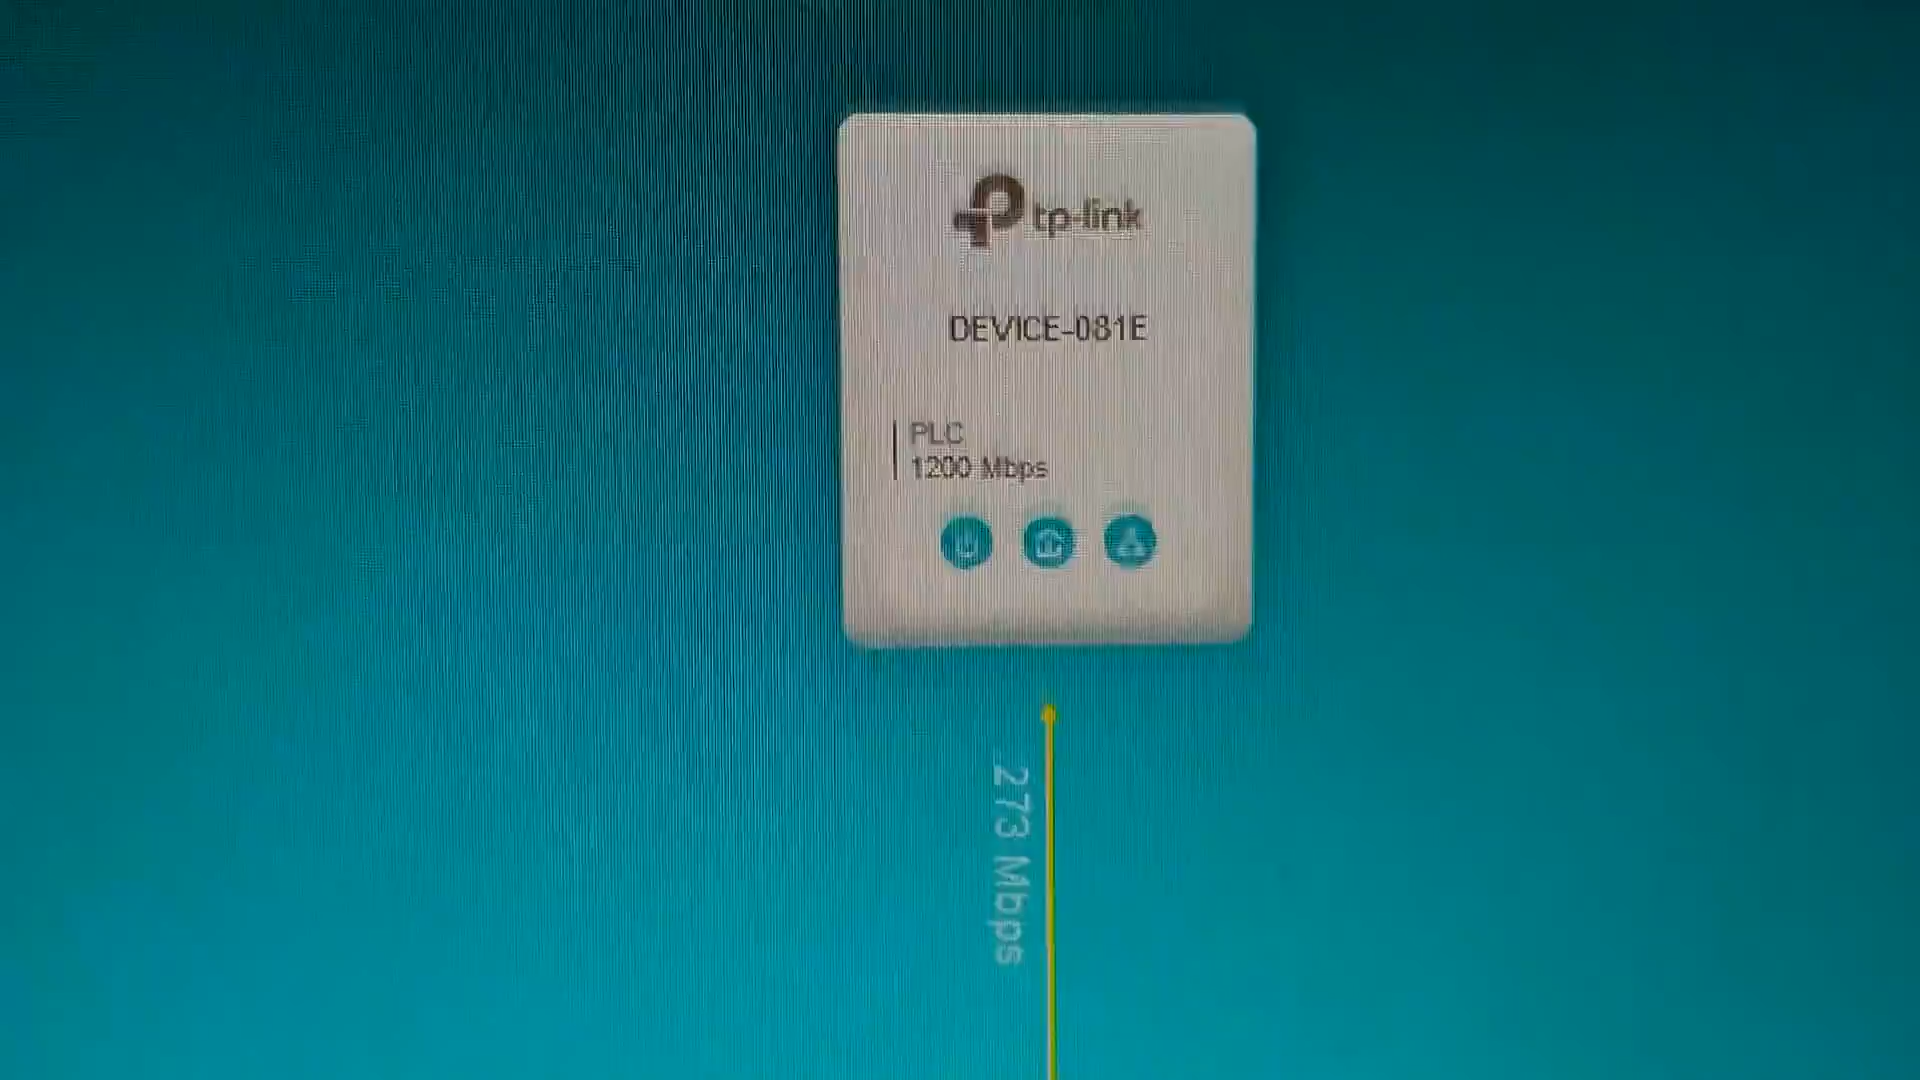 tp-link
DEVICE-081E
PLC
1200 Mbps
273 Mbps